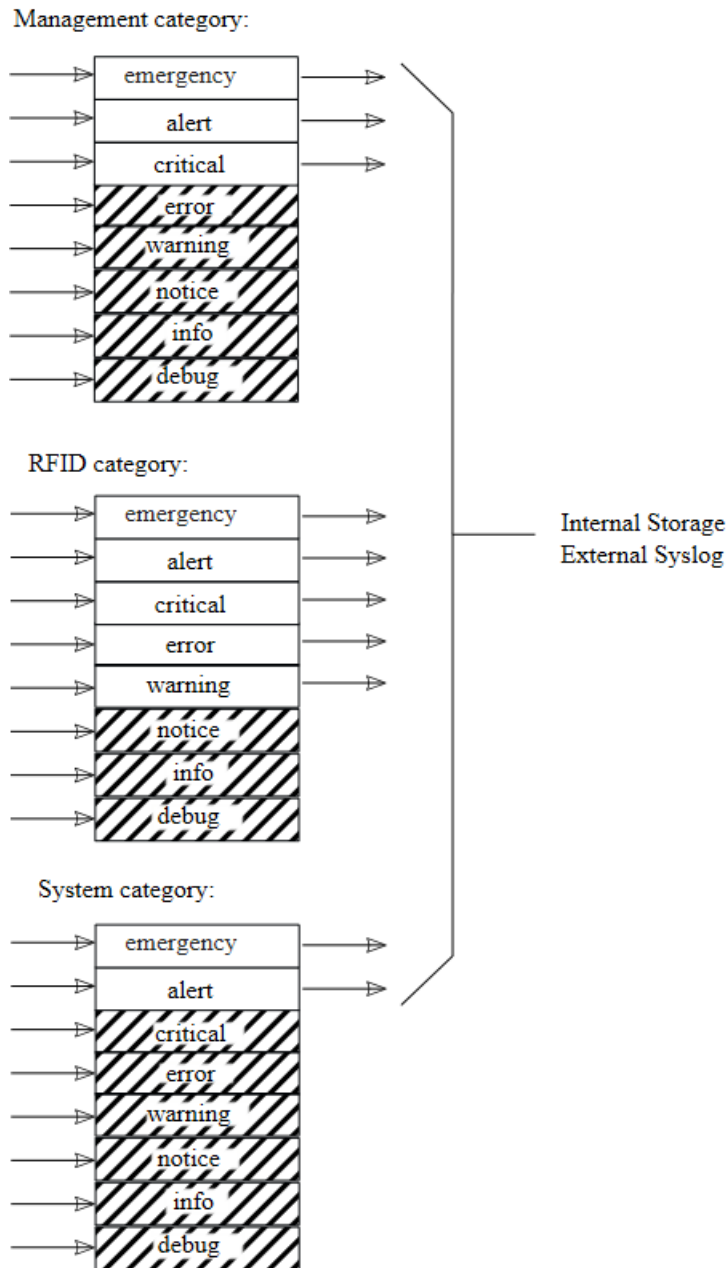 Management category:
emergency
alert
critical
error
warning
notice
info
debug
RFID category:
emergency
alert
critical
error
warning
notice
info
debug
Internal Storage
External Syslog
System category:
emergency
alert
critical
error
warning
notice
info
debug